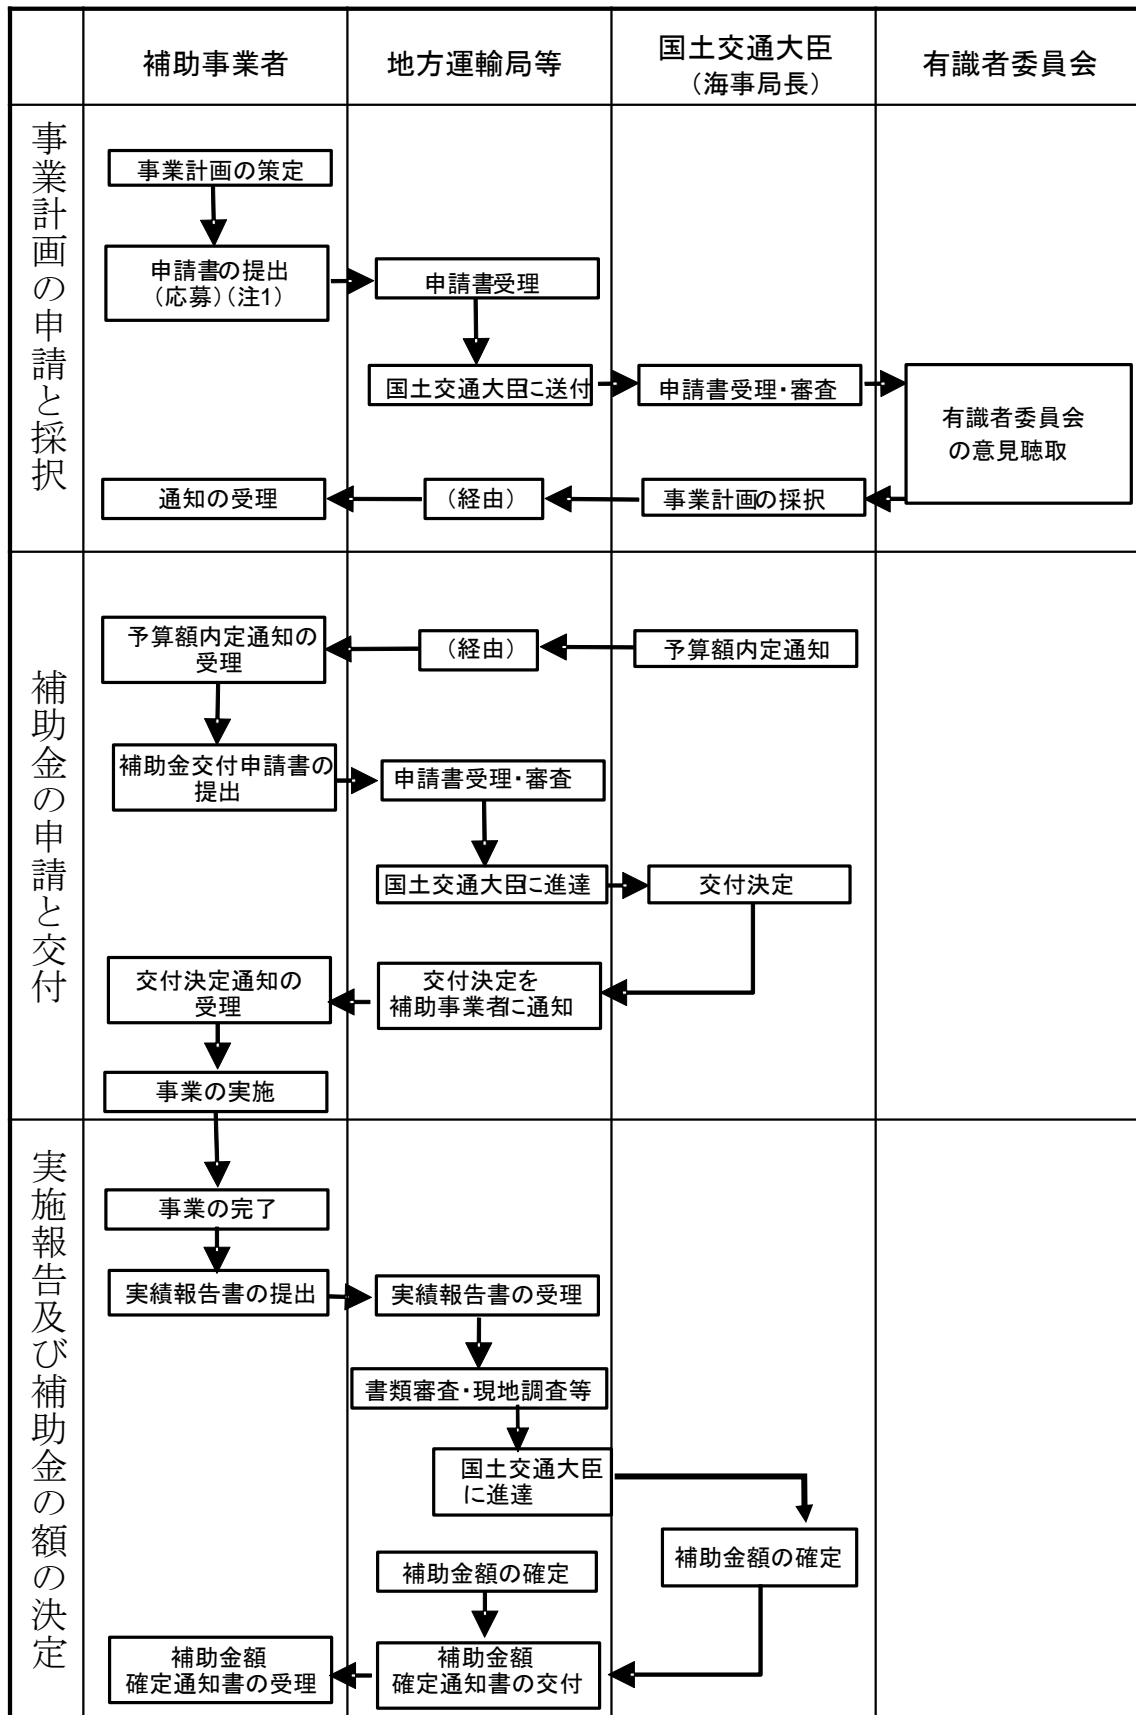 補助事業者
地方運輸局等
国土交通大臣
（海事局長）
有識者委員会
事業計画の申請と採択
事業計画の策定
申請書の提出
（応募）（注1）
申請書受理
国土交通大臣に送付
申請書受理・審査
有識者委員会
の意見聴取
通知の受理
（経由）
事業計画の採択
補助金の申請と交付
予算額内定通知の
受理
（経由）
予算額内定通知
補助金交付申請書の
提出
申請書受理・審査
国土交通大臣に進達
交付決定
交付決定通知の
受理
交付決定を
補助事業者に通知
事業の実施
実施報告及び補助金の額の決定
事業の完了
実績報告書の提出
実績報告書の受理
書類審査・現地調査等
国土交通大臣
に進達
補助金額の確定
補助金額の確定
補助金額
確定通知書の受理
補助金額
確定通知書の交付